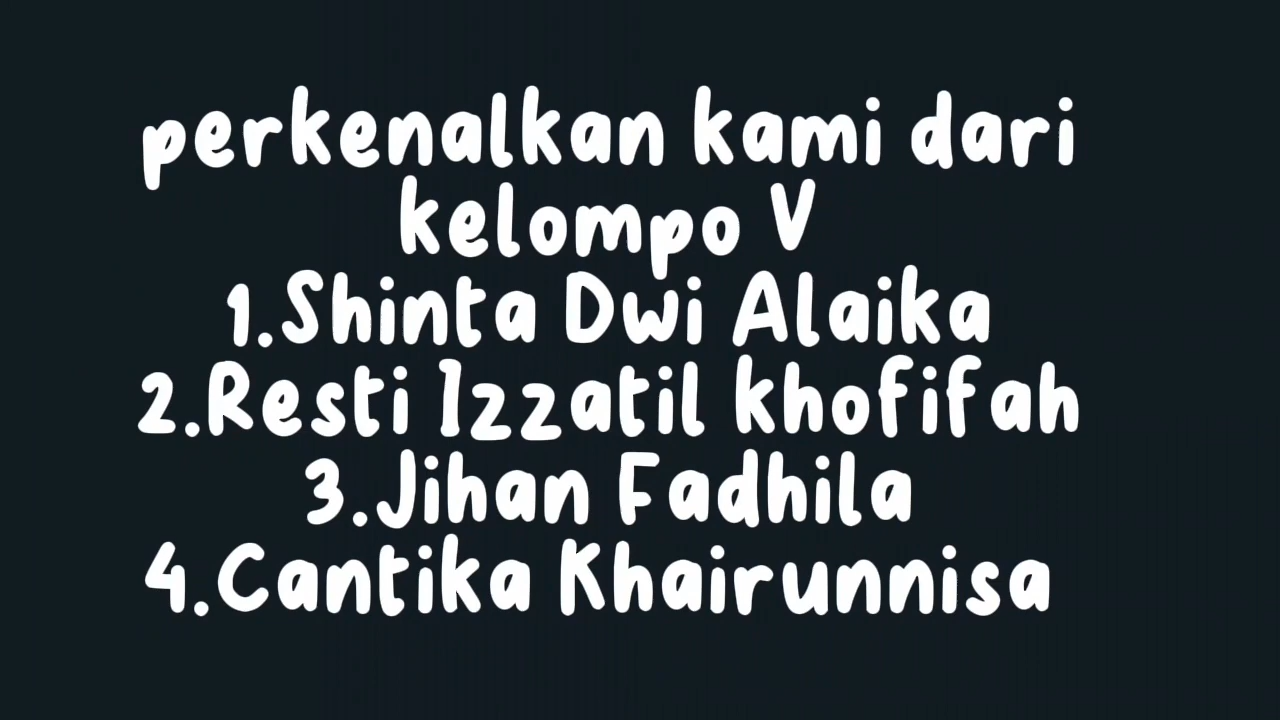 perkenalkan kami dari
kelompo V
1.Shinta Dwi Alaika
2.Resti Izzatil khofifah
3.Jihan Fadhila
4.Cantika Khairunnisa